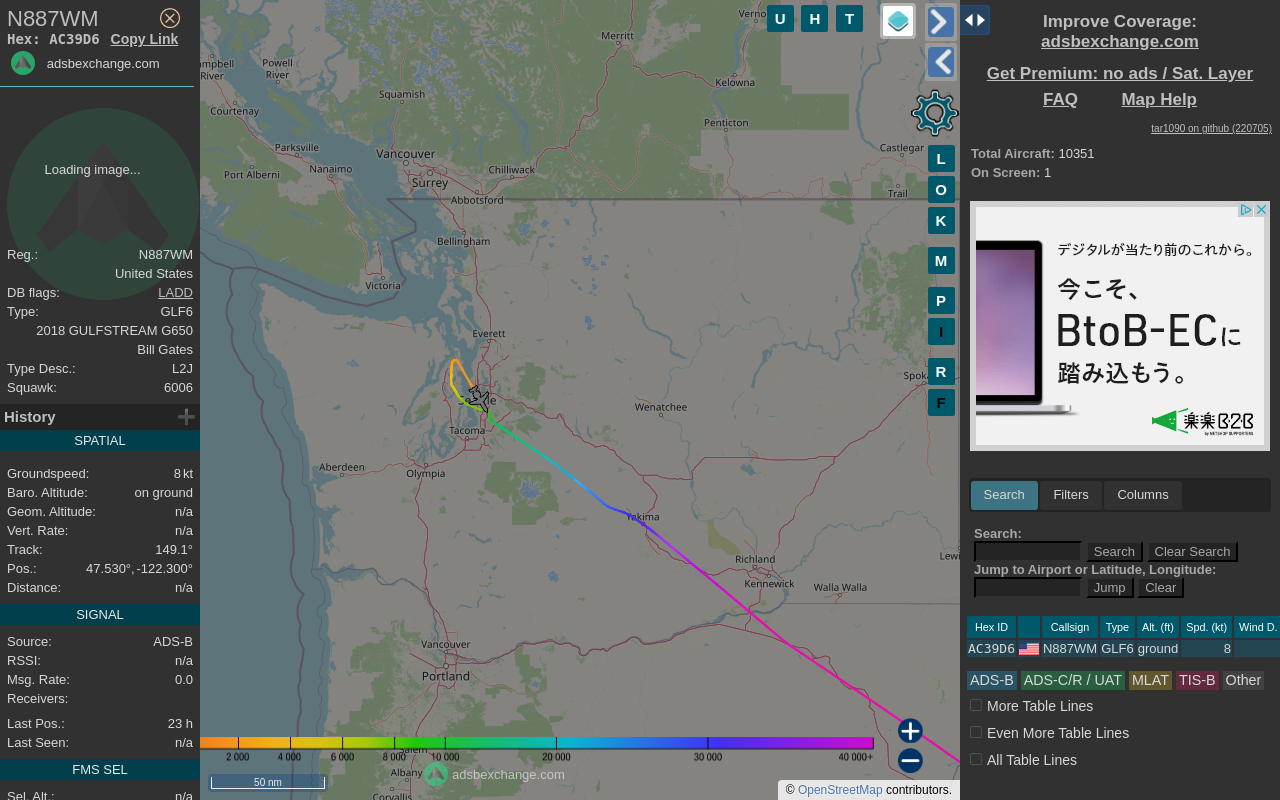 N887WM
Hex: AC39D6 Copy Link
adsbexchange.com
Loading image...
Reg.: N887WM
United States
DB flags: LADD
Type: GLF6
2018 GULFSTREAM G650
Bill Gates
Type Desc.: L2J
Squawk: 6006
History
SPATIAL
Groundspeed: 8 kt
Baro. Altitude: on ground
Geom. Altitude: n/a
Vert. Rate: n/a
Track: 149.1°
Pos.: 47.530°, -122.300°
Distance: n/a
SIGNAL
Source: ADS-B
RSSI: n/a
Msg. Rate: 0.0
Receivers:
Last Pos.: 23 h
Last Seen: n/a
FMS SEL
Sel. Alt.: n/a
U H T
Merritt
Powell
River
River
Squamish
Kelowna
Courtenay
Penticton
Parksville
Vancouver
Nanaimo
Port Alberni
Surrey
Chilliwack
Castlegar
Trail
Abbotsford
Bellingham
Victoria
Everett
Wenatchee
Tacoma
Aberdeen
Olympia
Yakima
Richland
Kennewick
Walla Walla
Vancouver
Portland
Salem
Albany
Corvallis
L
O
K
M
P
I
R
F
2 000 4 000 6 000 8 000 10 000 20 000 30 000 40 000+
50 nm
adsbexchange.com
© OpenStreetMap contributors.
Improve Coverage:
adsbexchange.com
Get Premium: no ads / Sat. Layer
FAQ Map Help
tar1090 on github (220705)
Total Aircraft: 10351
On Screen: 1
デジタルが当たり前のこれから。
今こそ、
BtoB-ECに
踏み込もう。
楽楽B2B
by NETSHOP SUPPORTERS
Search Filters Columns
Search:
Search Clear Search
Jump to Airport or Latitude, Longitude:
Jump Clear
Hex ID Callsign Type Alt. (ft) Spd. (kt) Wind D.
AC39D6 N887WM GLF6 ground 8
ADS-B ADS-C/R / UAT MLAT TIS-B Other
More Table Lines
Even More Table Lines
All Table Lines